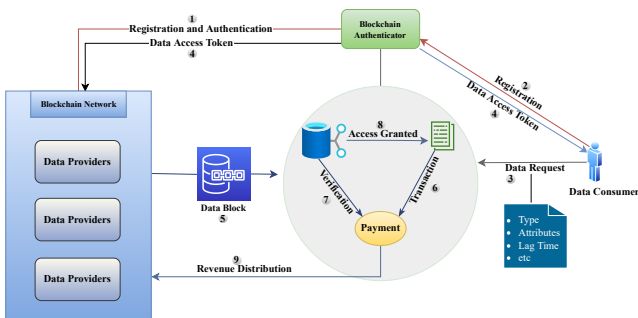 1
Registration and Authentication
Data Access Token
4
Blockchain
Authenticator
2
Registration
Data Access Token
4
Blockchain Network
Data Providers
Data Providers
Data Providers
Data Block
5
8
Access Granted
Verification
7
Transaction
6
Payment
Data Request
3
Data Consumer
• Type
• Attributes
• Lag Time
• etc
9
Revenue Distribution